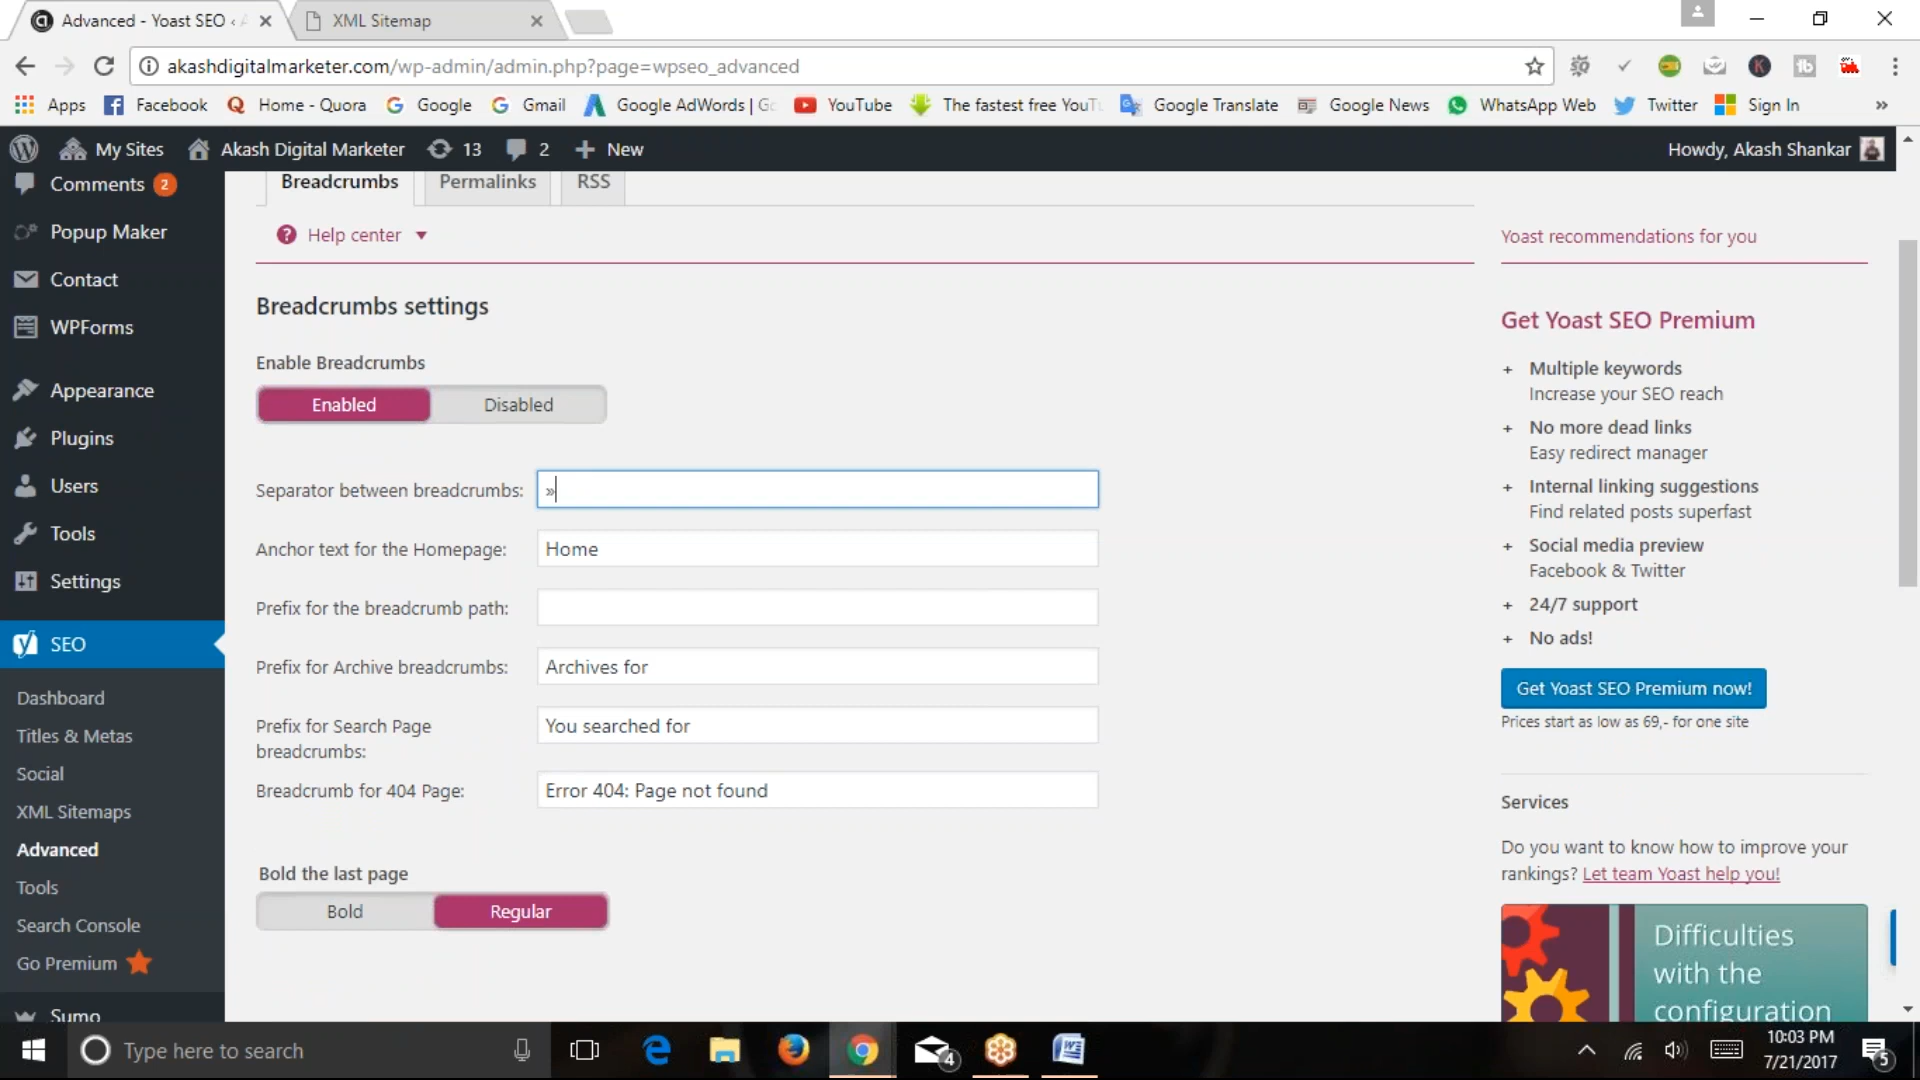 Advanced - Yoast SEO ‹
XML Sitemap
akashdigitalmarketer.com/wp-admin/admin.php?page=wpseo_advanced
Apps
Facebook
Home - Quora
Google
Gmail
Google AdWords |
YouTube
The fastest free YouT
Google Translate
Google News
WhatsApp Web
Twitter
Sign In
»
My Sites
Akash Digital Marketer
13
2
+ New
Howdy, Akash Shankar
Comments 2
Popup Maker
Contact
WPForms
Appearance
Plugins
Users
Tools
Settings
SEO
Dashboard
Titles & Metas
Social
XML Sitemaps
Advanced
Tools
Search Console
Go Premium
Sumo
Breadcrumbs
Permalinks
RSS
? Help center
Breadcrumbs settings
Enable Breadcrumbs
Enabled
Disabled
Separator between breadcrumbs: »
Anchor text for the Homepage: Home
Prefix for the breadcrumb path:
Prefix for Archive breadcrumbs: Archives for
Prefix for Search Page
breadcrumbs:
You searched for
Breadcrumb for 404 Page: Error 404: Page not found
Bold the last page
Bold
Regular
Yoast recommendations for you
Get Yoast SEO Premium
+ Multiple keywords
Increase your SEO reach
+ No more dead links
Easy redirect manager
+ Internal linking suggestions
Find related posts superfast
+ Social media preview
Facebook & Twitter
+ 24/7 support
+ No ads!
Get Yoast SEO Premium now!
Prices start as low as 69,- for one site
Services
Do you want to know how to improve your
rankings? Let team Yoast help you!
Difficulties
with the
configuration
Type here to search
4
10:03 PM
7/21/2017
5